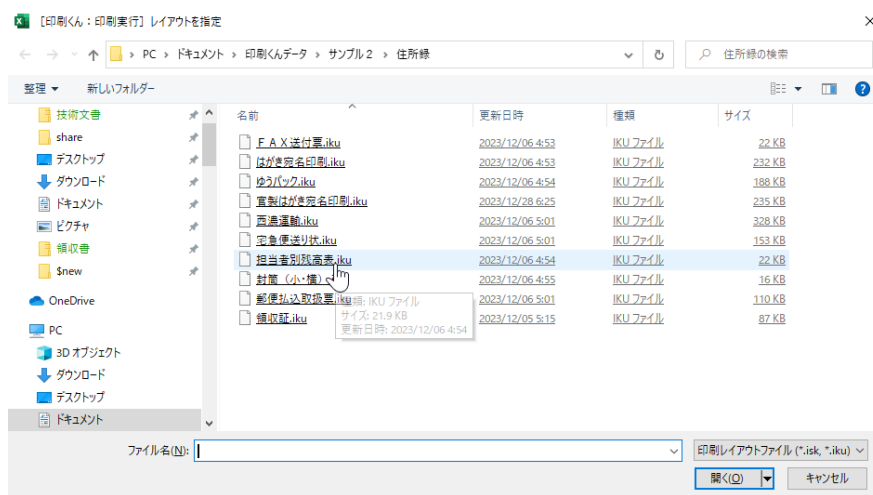 [印刷くん：印刷実行] レイアウトを指定
PC › ドキュメント › 印刷くんデータ › サンプル2 › 住所録
住所録の検索
整理 新しいフォルダー
名前 更新日時 種類 サイズ
技術文書
share
デスクトップ
ダウンロード
ドキュメント
ピクチャ
領収書
$new
OneDrive
PC
3D オブジェクト
ダウンロード
デスクトップ
ドキュメント
ＦＡＸ送付票.iku 2023/12/06 4:53 IKU ファイル 22 KB
はがき宛名印刷.iku 2023/12/06 4:53 IKU ファイル 232 KB
ゆうパック.iku 2023/12/06 4:54 IKU ファイル 188 KB
官製はがき宛名印刷.iku 2023/12/28 6:25 IKU ファイル 235 KB
西濃運輸.iku 2023/12/06 5:01 IKU ファイル 328 KB
宅急便送り状.iku 2023/12/06 5:01 IKU ファイル 153 KB
担当者別残高表.iku 2023/12/06 4:54 IKU ファイル 22 KB
封筒（小・横） 2023/12/06 4:55 IKU ファイル 16 KB
郵便払込取扱票.iku 2023/12/06 5:01 IKU ファイル 110 KB
領収証.iku 2023/12/05 5:15 IKU ファイル 87 KB
種類: IKU ファイル
サイズ: 21.9 KB
更新日時: 2023/12/06 4:54
ファイル名(N):
印刷レイアウトファイル (*.isk, *.iku)
開く(O) キャンセル